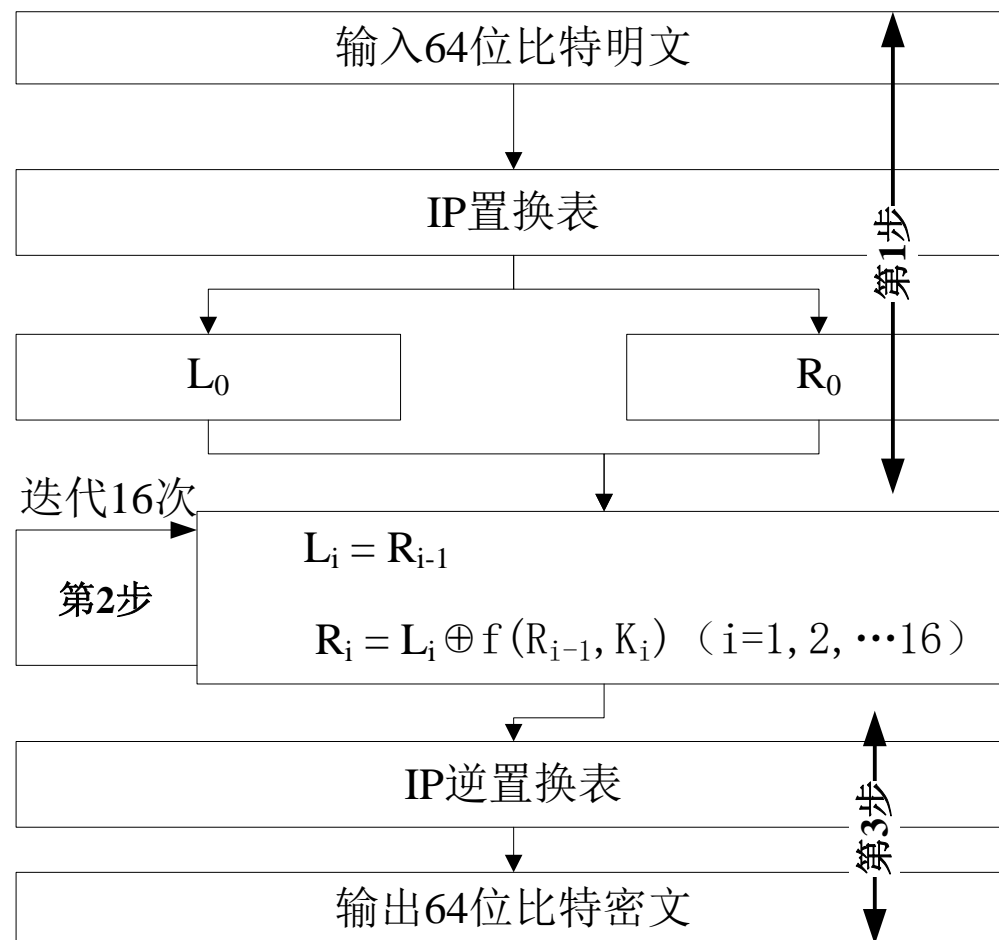 输入64位比特明文
IP置换表
第1步
L₀
R₀
迭代16次
第2步
Lᵢ = Rᵢ₋₁
Rᵢ = Lᵢ⊕f(Rᵢ₋₁,Kᵢ)（i=1,2,…16）
IP逆置换表
第3步
输出64位比特密文